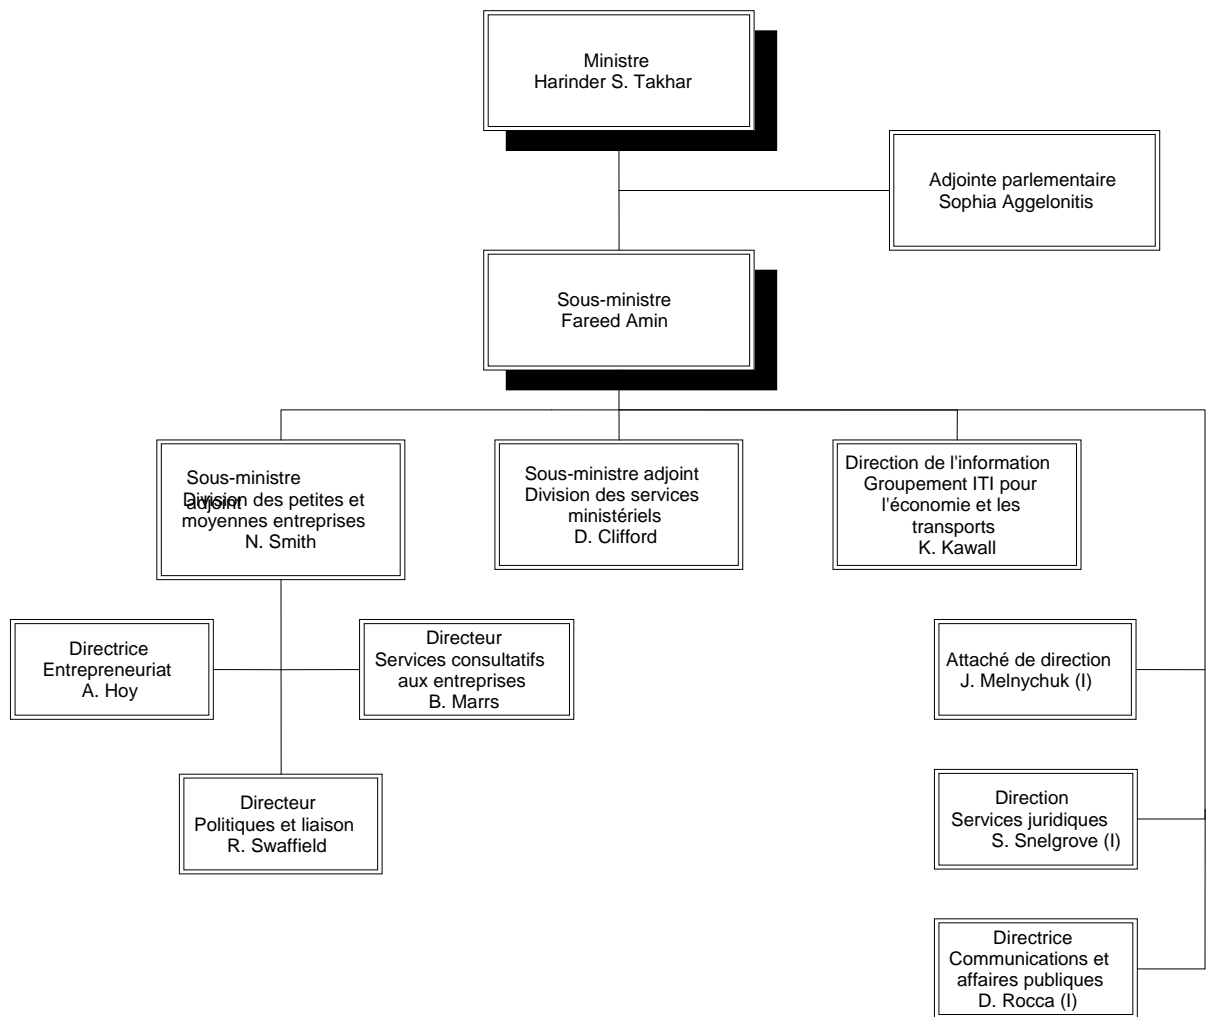 Ministre
Harinder S. Takhar
Adjointe parlementaire
Sophia Aggelonitis
Sous-ministre
Fareed Amin
Sous-ministre
adjoint
Division des petites et
moyennes entreprises
N. Smith
Sous-ministre adjoint
Division des services
ministériels
D. Clifford
Direction de l'information
Groupement ITI pour
l'économie et les
transports
K. Kawall
Directrice
Entrepreneuriat
A. Hoy
Directeur
Services consultatifs
aux entreprises
B. Marrs
Attaché de direction
J. Melnychuk (I)
Directeur
Politiques et liaison
R. Swaffield
Direction
Services juridiques
S. Snelgrove (I)
Directrice
Communications et
affaires publiques
D. Rocca (I)